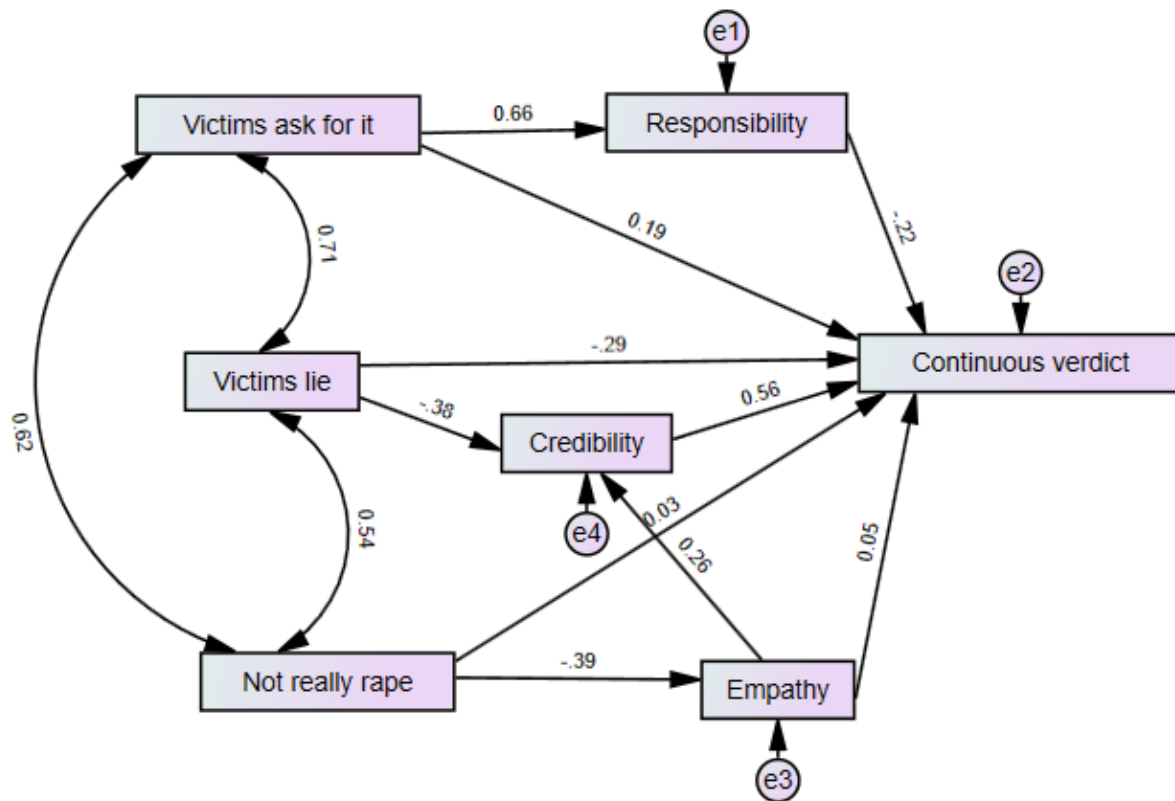 e1
Victims ask for it
0.66
Responsibility
0.19
-.22
0.71
e2
-.29
Continuous verdict
Victims lie
-.38
0.56
0.62
Credibility
0.54
e4
0.03
0.26
0.05
Not really rape
-.39
Empathy
e3